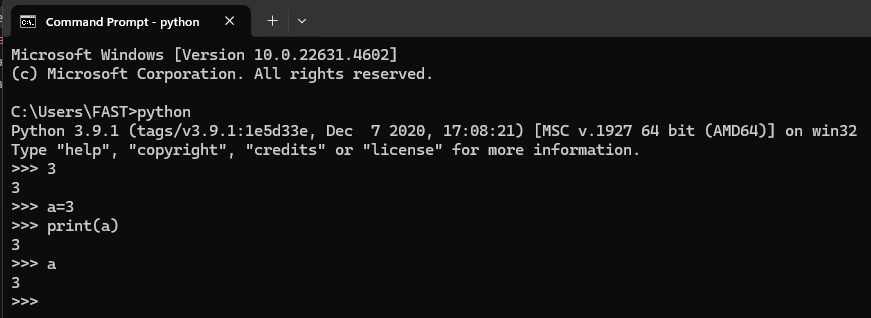 Command Prompt - python
Microsoft Windows [Version 10.0.22631.4602]
(c) Microsoft Corporation. All rights reserved.
C:\Users\FAST>python
Python 3.9.1 (tags/v3.9.1:1e5d33e, Dec  7 2020, 17:08:21) [MSC v.1927 64 bit (AMD64)] on win32
Type "help", "copyright", "credits" or "license" for more information.
>>> 3
3
>>> a=3
>>> print(a)
3
>>> a
3
>>>